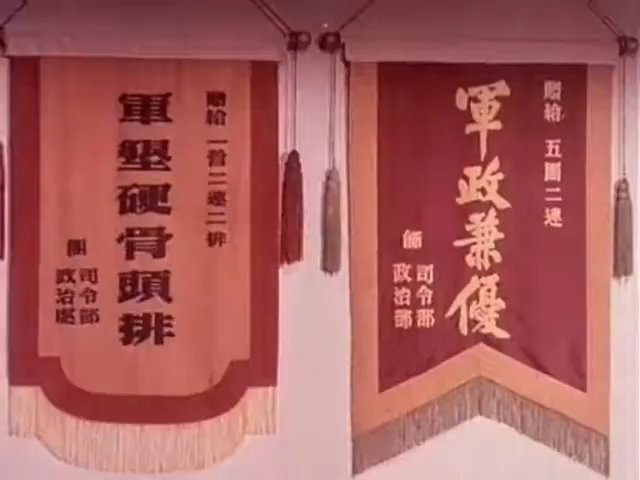 贈給 一營二連二排
軍墾硬骨頭排
團
司令部
政治處
贈給 五團二連
軍政兼優
師
司令部
政治部